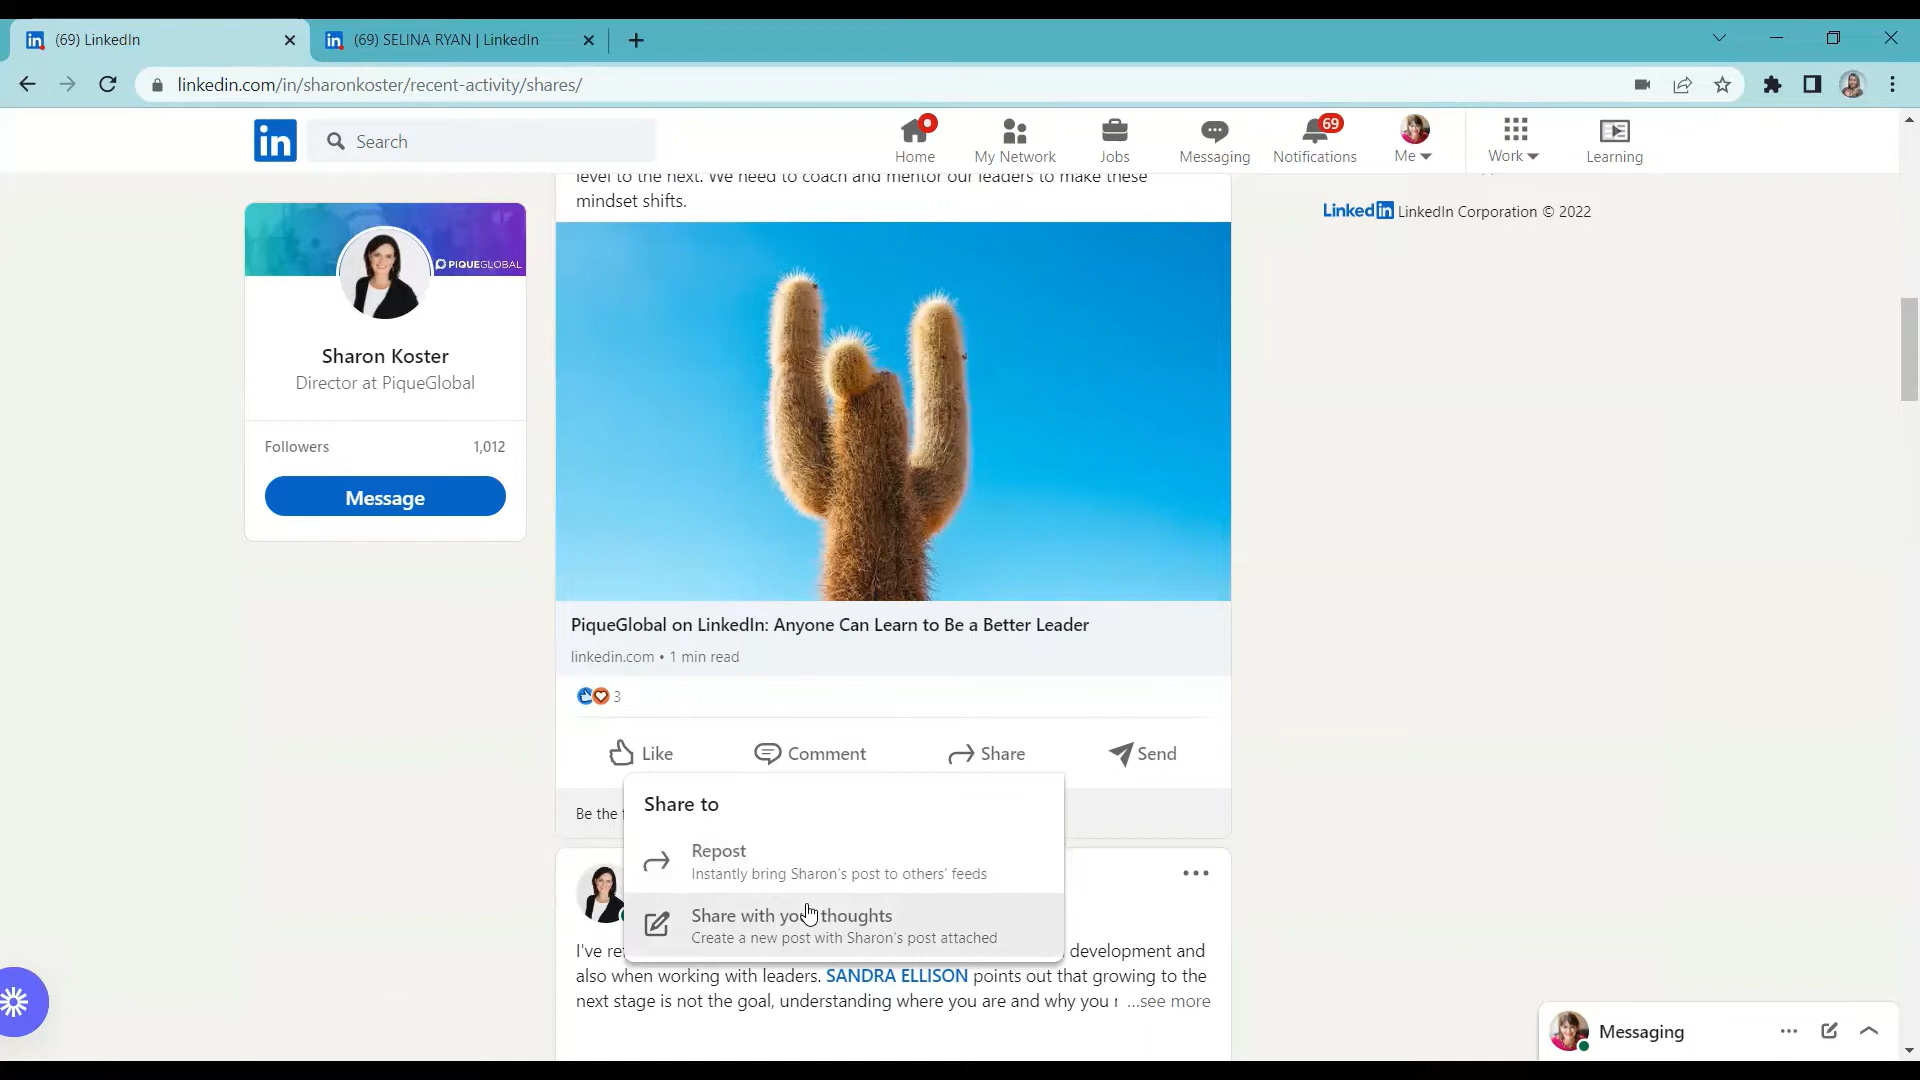 (69) LinkedIn
(69) SELINA RYAN | LinkedIn
linkedin.com/in/sharonkoster/recent-activity/shares/
in
Search
Home
My Network
Jobs
Messaging
69
Notifications
Me
Work
Learning
level to the next. We need to coach and mentor our leaders to make these
mindset shifts.
LinkedIn LinkedIn Corporation © 2022
PIQUEGLOBAL
Sharon Koster
Director at PiqueGlobal
Followers 1,012
Message
PiqueGlobal on LinkedIn: Anyone Can Learn to Be a Better Leader
linkedin.com • 1 min read
3
Like
Comment
Share
Send
Be the
Share to
Repost
Instantly bring Sharon's post to others' feeds
Share with you thoughts
Create a new post with Sharon's post attached
I've development and
also when working with leaders. SANDRA ELLISON points out that growing to the
next stage is not the goal, understanding where you are and why you ...see more
Messaging